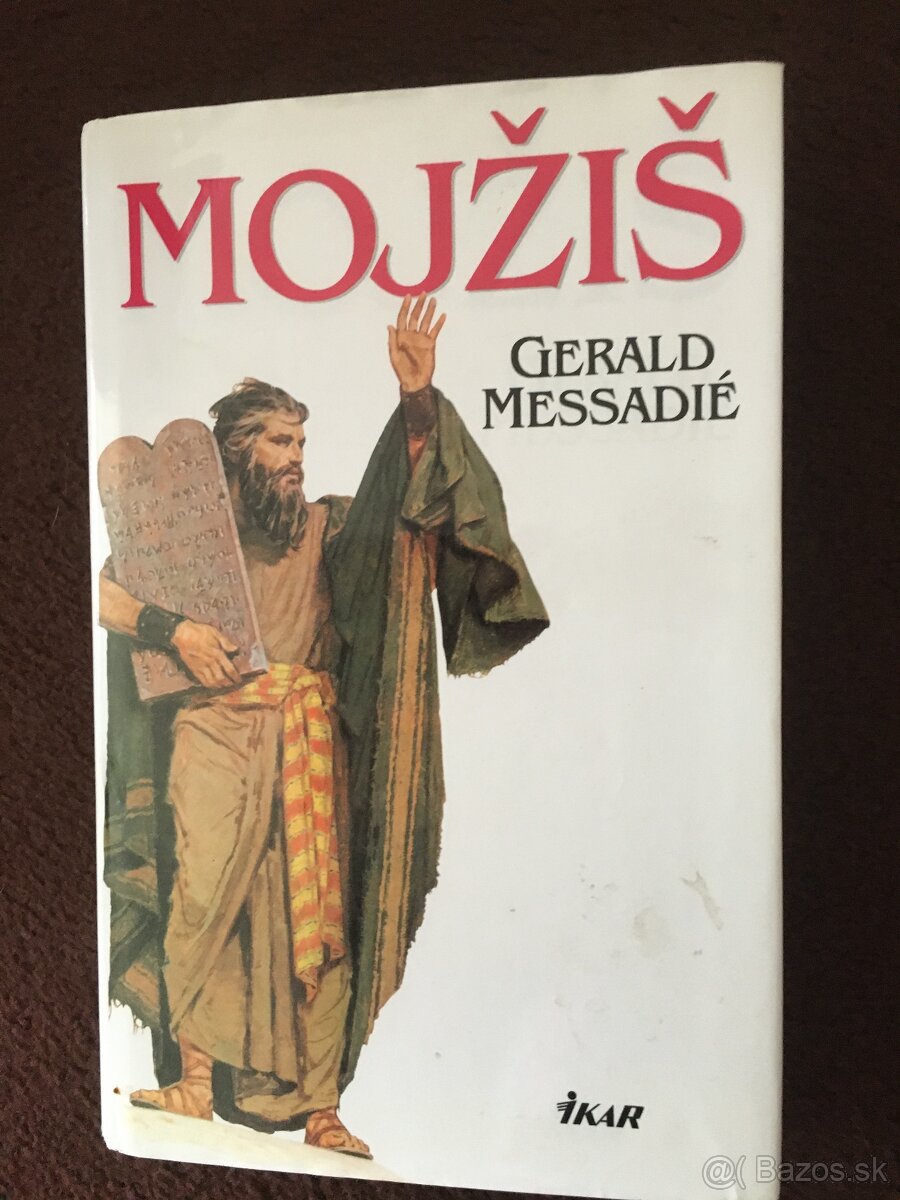 MOJŽIŠ
GERALD
MESSADIÉ
iKAR
@( Bazos.sk